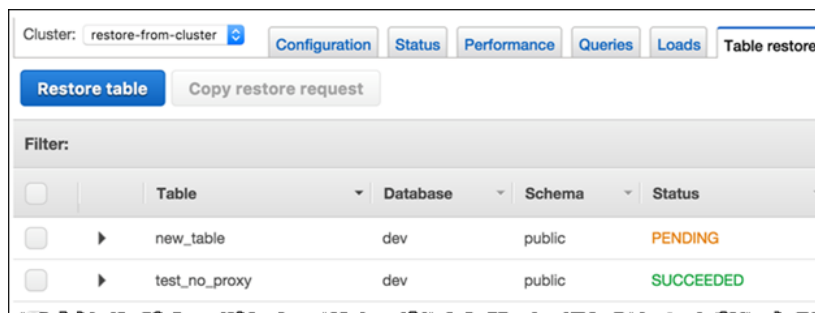 Cluster: restore-from-cluster Configuration Status Performance Queries Loads Table restore
Restore table Copy restore request
Filter:
Table Database Schema Status
new_table dev public PENDING
test_no_proxy dev public SUCCEEDED